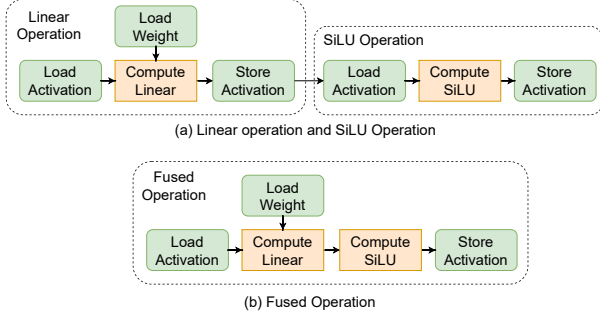 Linear
Operation
Load
Weight
SiLU Operation
Load
Activation
Compute
Linear
Store
Activation
Load
Activation
Compute
SiLU
Store
Activation
(a) Linear operation and SiLU Operation
Fused
Operation
Load
Weight
Load
Activation
Compute
Linear
Compute
SiLU
Store
Activation
(b) Fused Operation